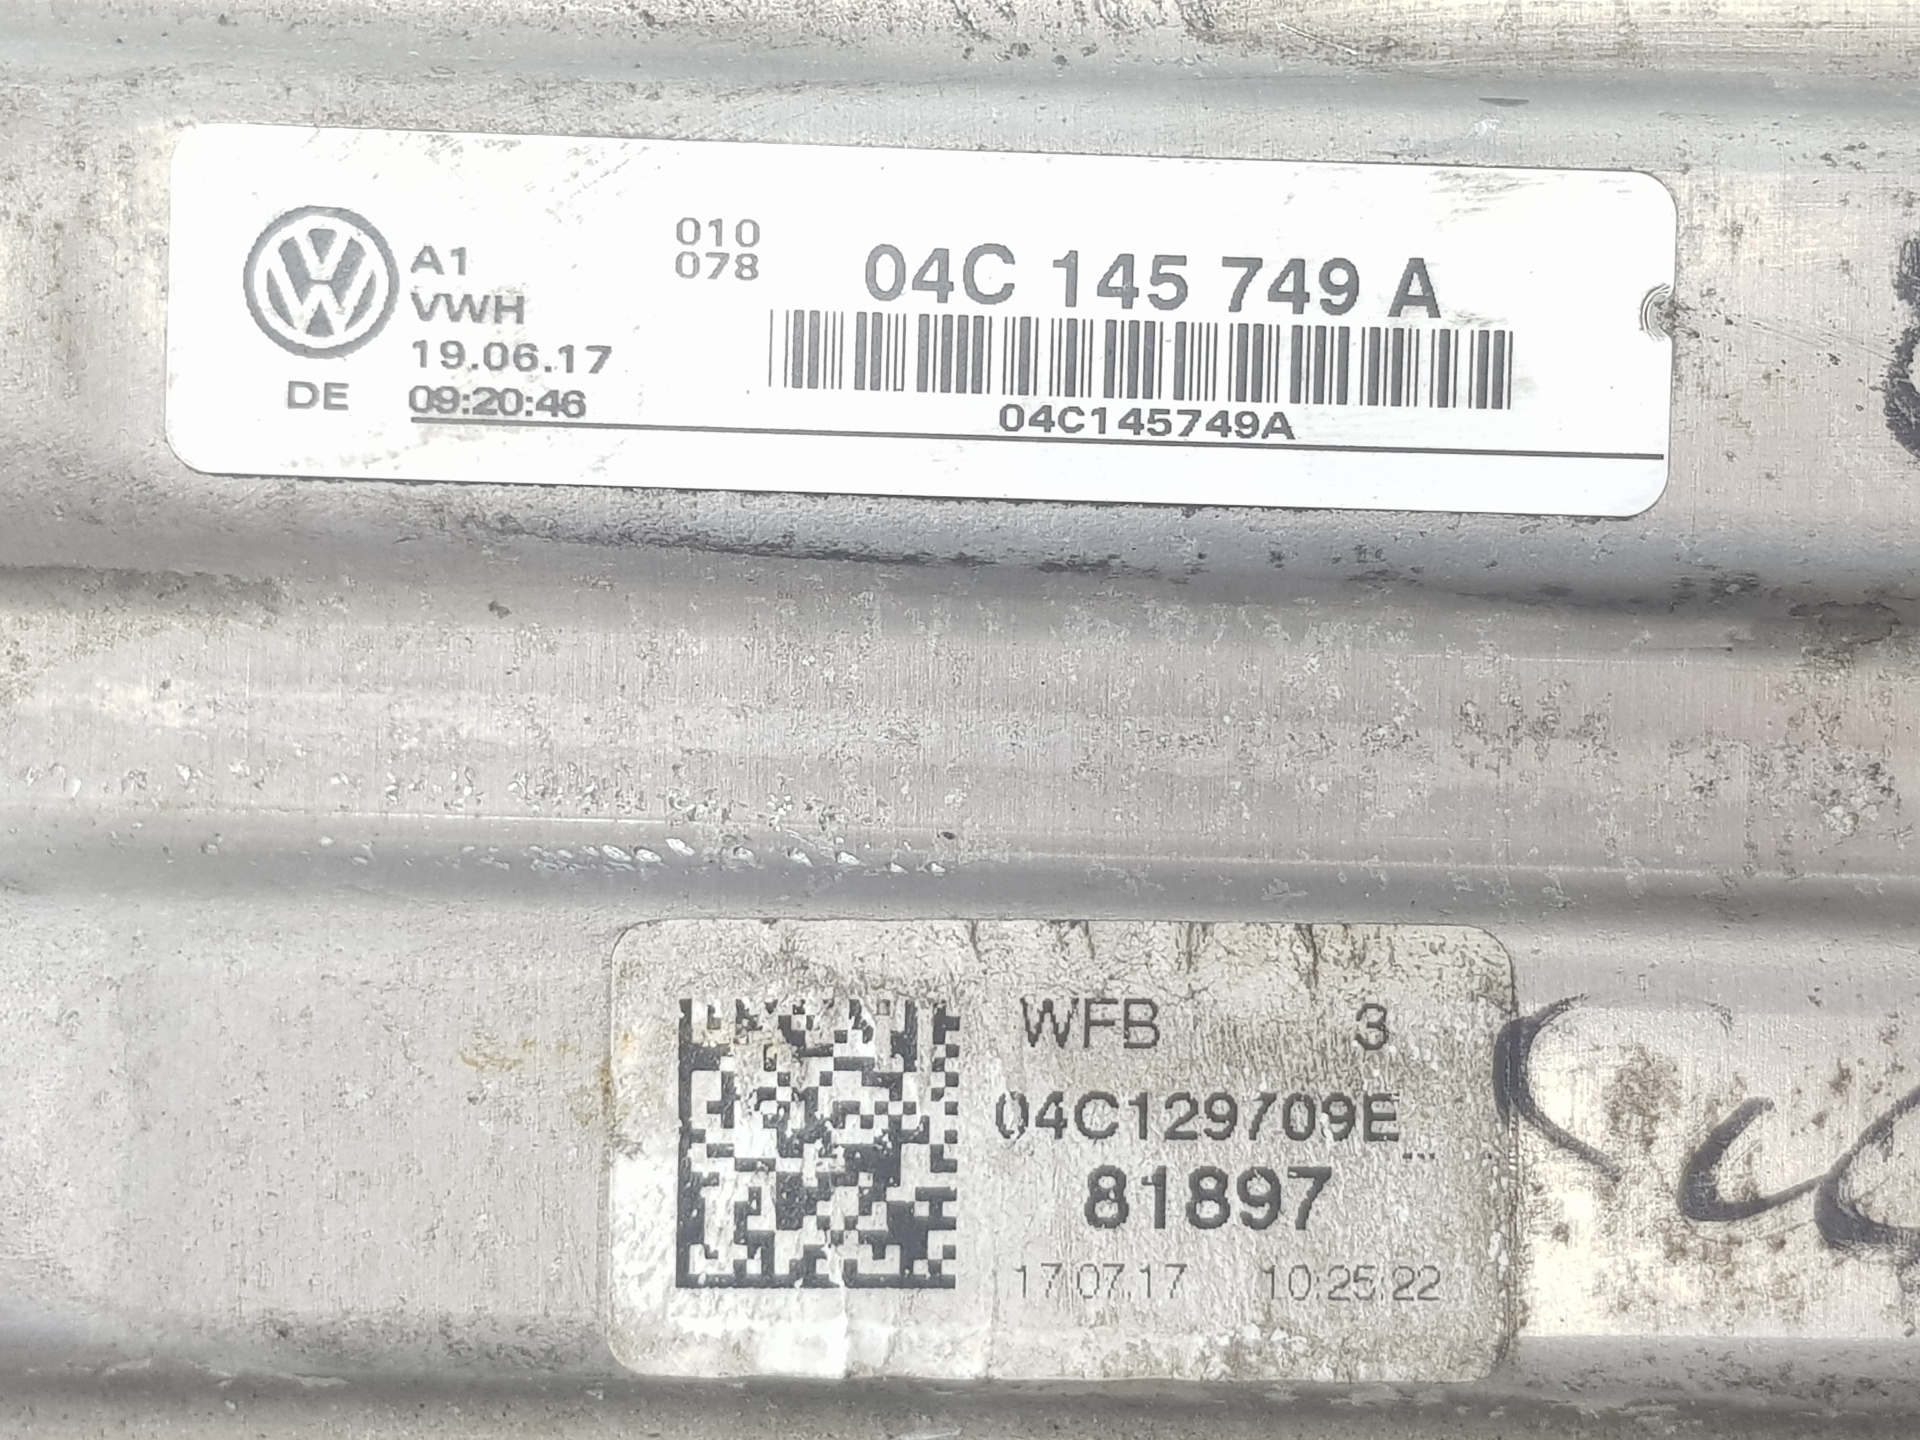 A1
VWH
19.06.17
DE 09:20:46
010
078
04C 145 749 A
04C145749A
WFB 3
04C129709E
81897
17.07.17 10:25:22